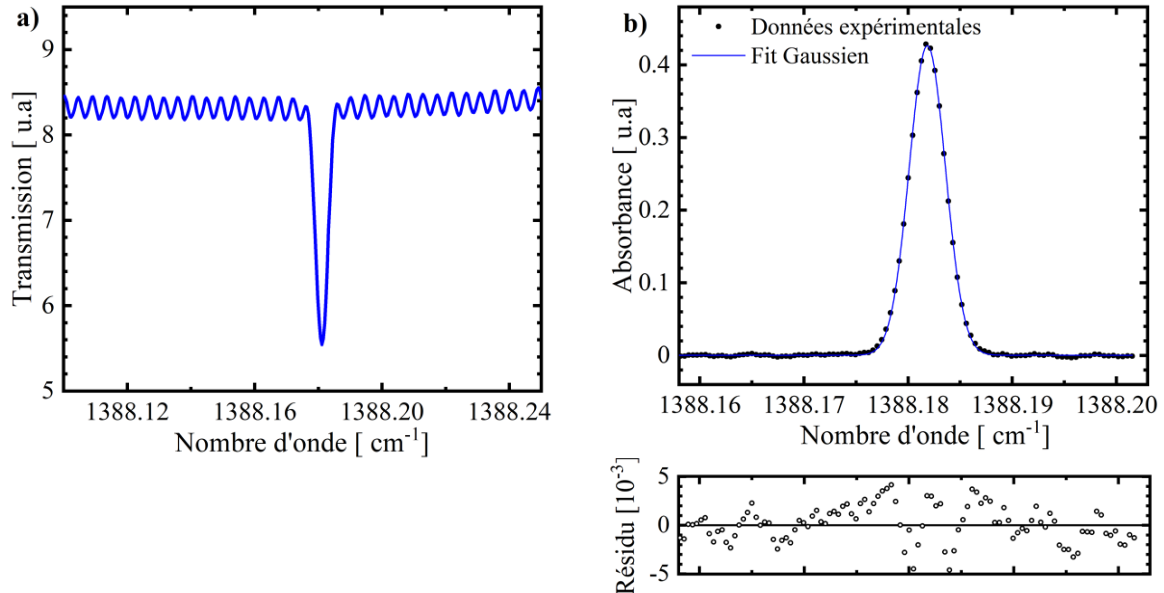 a)
Transmission [ u.a]
9
8
7
6
5
1388.12 1388.16 1388.20 1388.24
Nombre d'onde [ cm-1]
b)
Données expérimentales
Fit Gaussien
Absorbance [ u.a]
0.4
0.3
0.2
0.1
0
1388.16 1388.17 1388.18 1388.19 1388.20
Nombre d'onde [ cm-1]
Résidu [10-3]
5
0
-5